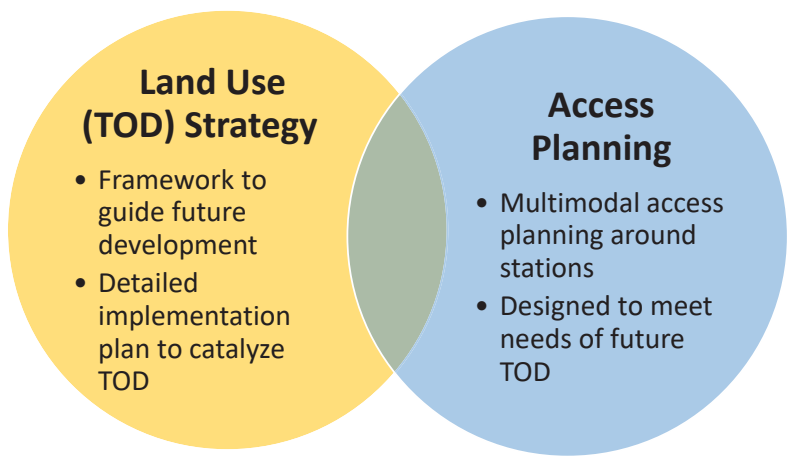 Land Use
(TOD) Strategy
• Framework to
guide future
development
• Detailed
implementation
plan to catalyze
TOD
Access
Planning
• Multimodal access
planning around
stations
• Designed to meet
needs of future
TOD